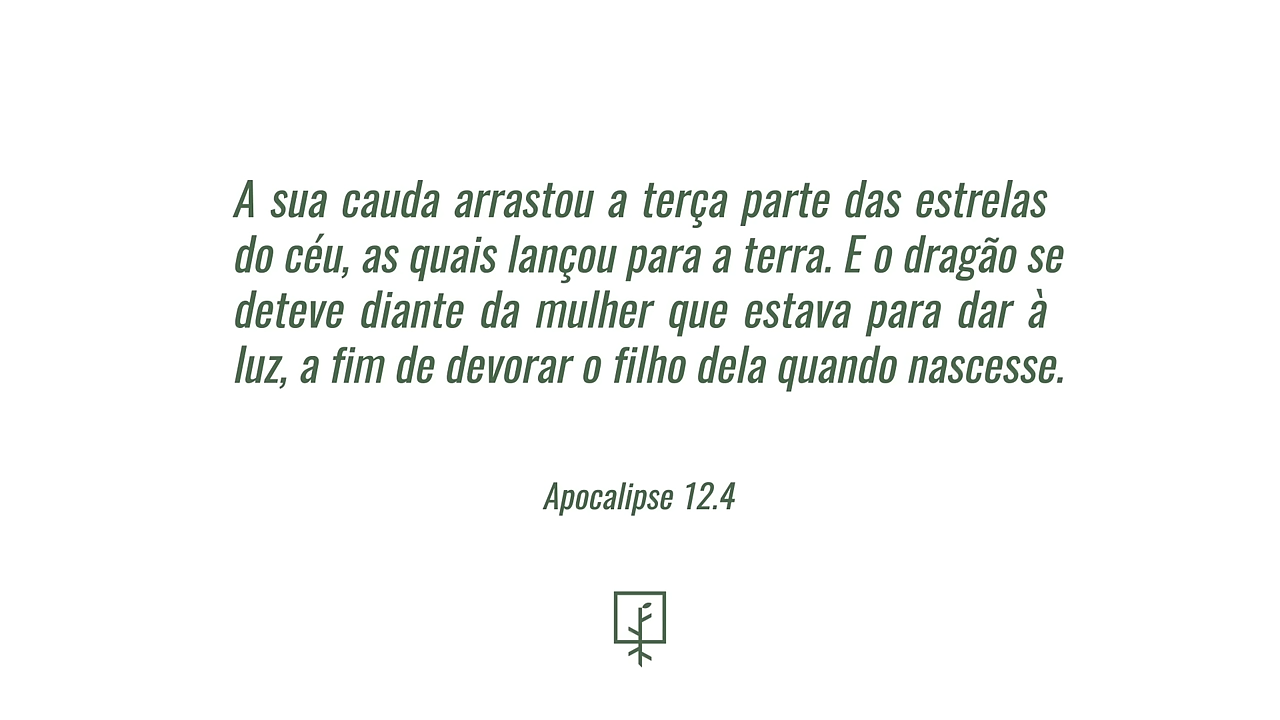 A sua cauda arrastou a terça parte das estrelas
do céu, as quais lançou para a terra. E o dragão se
deteve diante da mulher que estava para dar à
luz, a fim de devorar o filho dela quando nascesse.
Apocalipse 12.4